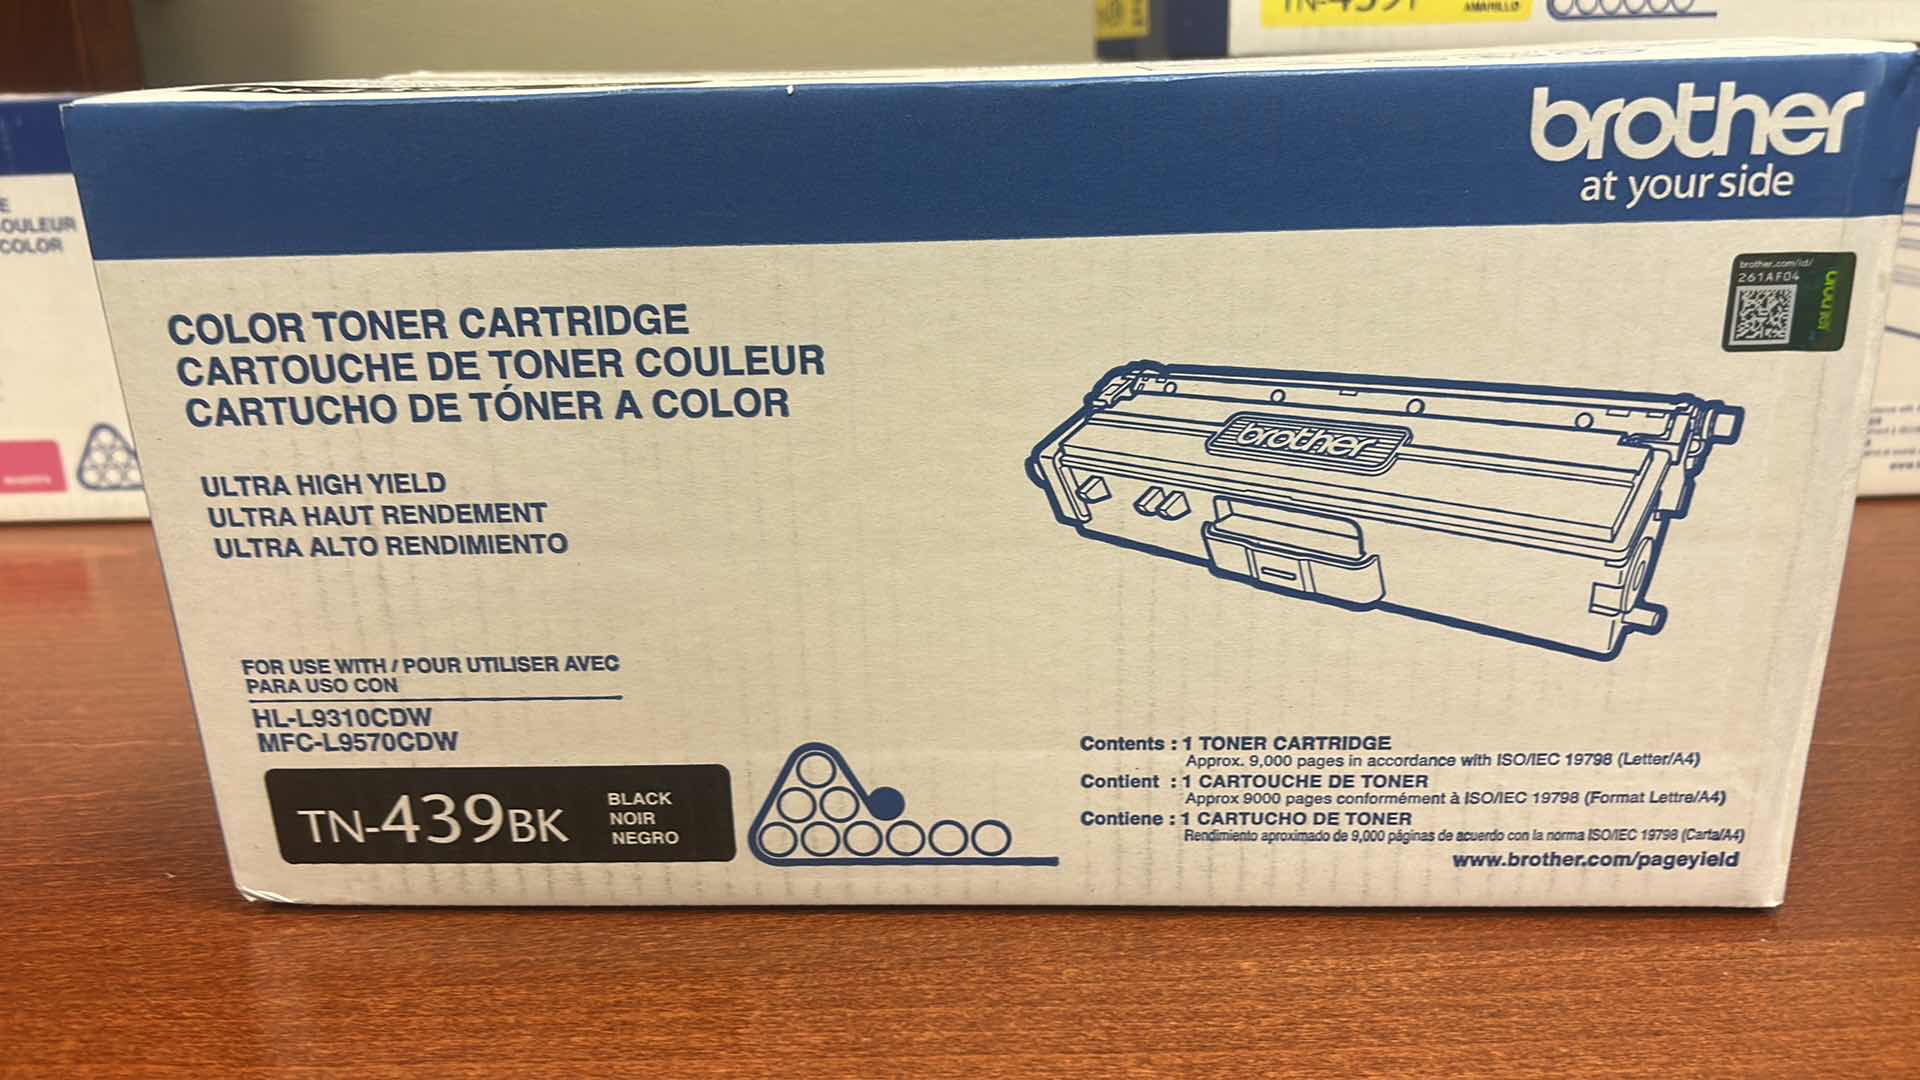 TN-439Y
AMARILLO
brother
at your side
OULEUR
COLOR
brother.com/id/
261AF04
COLOR TONER CARTRIDGE
CARTOUCHE DE TONER COULEUR
CARTUCHO DE TÓNER A COLOR
brother
ULTRA HIGH YIELD
ULTRA HAUT RENDEMENT
ULTRA ALTO RENDIMIENTO
FOR USE WITH / POUR UTILISER AVEC
PARA USO CON
HL-L9310CDW
MFC-L9570CDW
TN-439BK
BLACK
NOIR
NEGRO
Contents : 1 TONER CARTRIDGE
Approx. 9,000 pages in accordance with ISO/IEC 19798 (Letter/A4)
Contient : 1 CARTOUCHE DE TONER
Approx 9000 pages conformément à ISO/IEC 19798 (Format Lettre/A4)
Contiene : 1 CARTUCHO DE TONER
Rendimiento aproximado de 9,000 páginas de acuerdo con la norma ISO/IEC 19798 (Carta/A4)
www.brother.com/pageyield